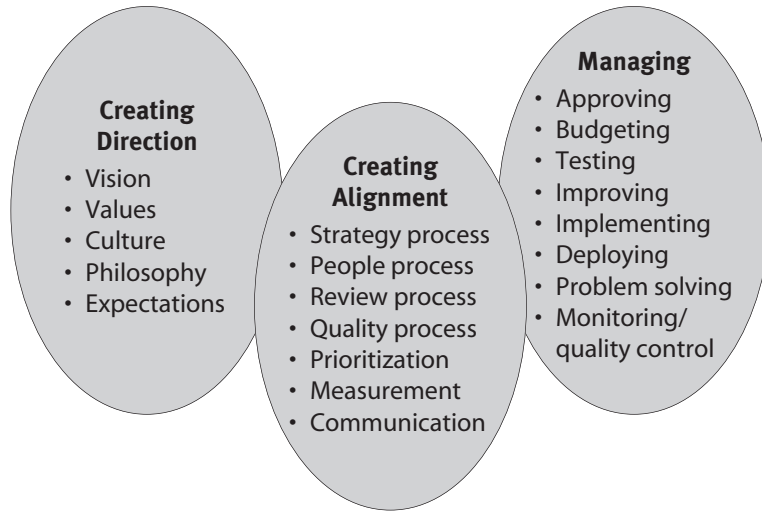 Creating
Direction
• Vision
• Values
• Culture
• Philosophy
• Expectations
Creating
Alignment
• Strategy process
• People process
• Review process
• Quality process
• Prioritization
• Measurement
• Communication
Managing
• Approving
• Budgeting
• Testing
• Improving
• Implementing
• Deploying
• Problem solving
• Monitoring/
quality control